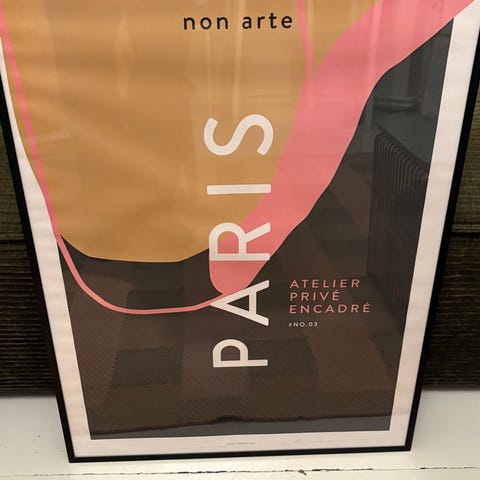 non arte
PARIS
ATELIER
PRIVÉ
ENCADRÉ
#NO.03